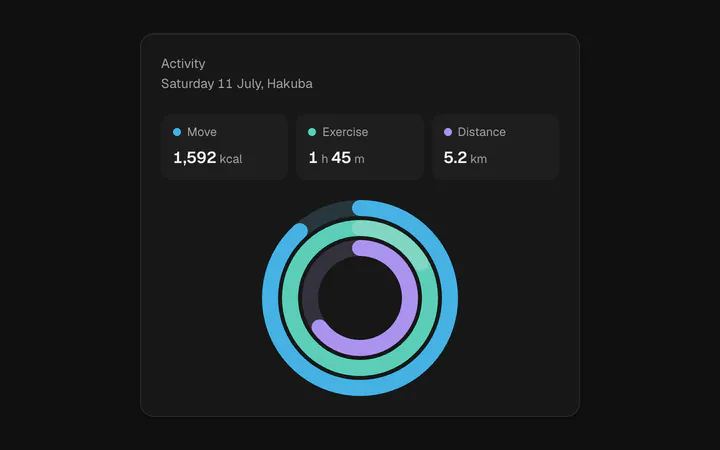 Activity
Saturday 11 July, Hakuba
Move
1,592 kcal
Exercise
1 h 45 m
Distance
5.2 km